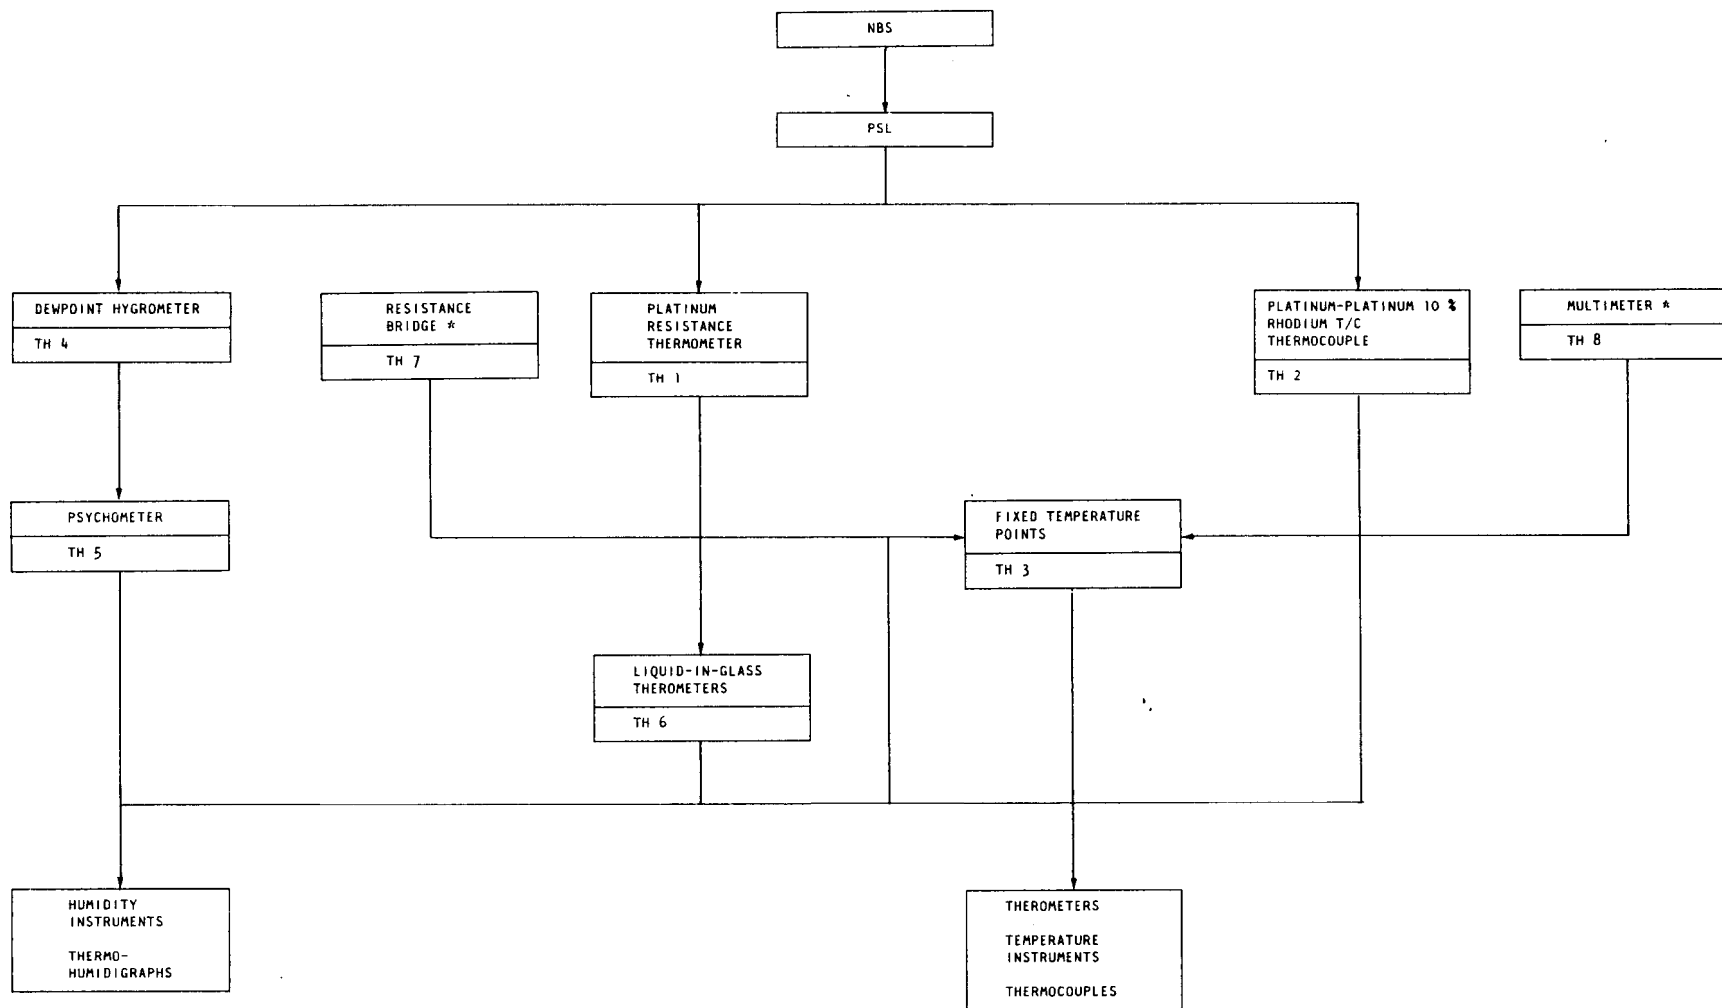 NBS
PSL
DEWPOINT HYGROMETER
TH 4
RESISTANCE
BRIDGE *
TH 7
PLATINUM
RESISTANCE
THERMOMETER
TH 1
PLATINUM-PLATINUM 10 %
RHODIUM T/C
THERMOCOUPLE
TH 2
MULTIMETER *
TH 8
PSYCHOMETER
TH 5
FIXED TEMPERATURE
POINTS
TH 3
LIQUID-IN-GLASS
THEROMETERS
TH 6
HUMIDITY
INSTRUMENTS
THERMO-
HUMIDIGRAPHS
THEROMETERS
TEMPERATURE
INSTRUMENTS
THERMOCOUPLES